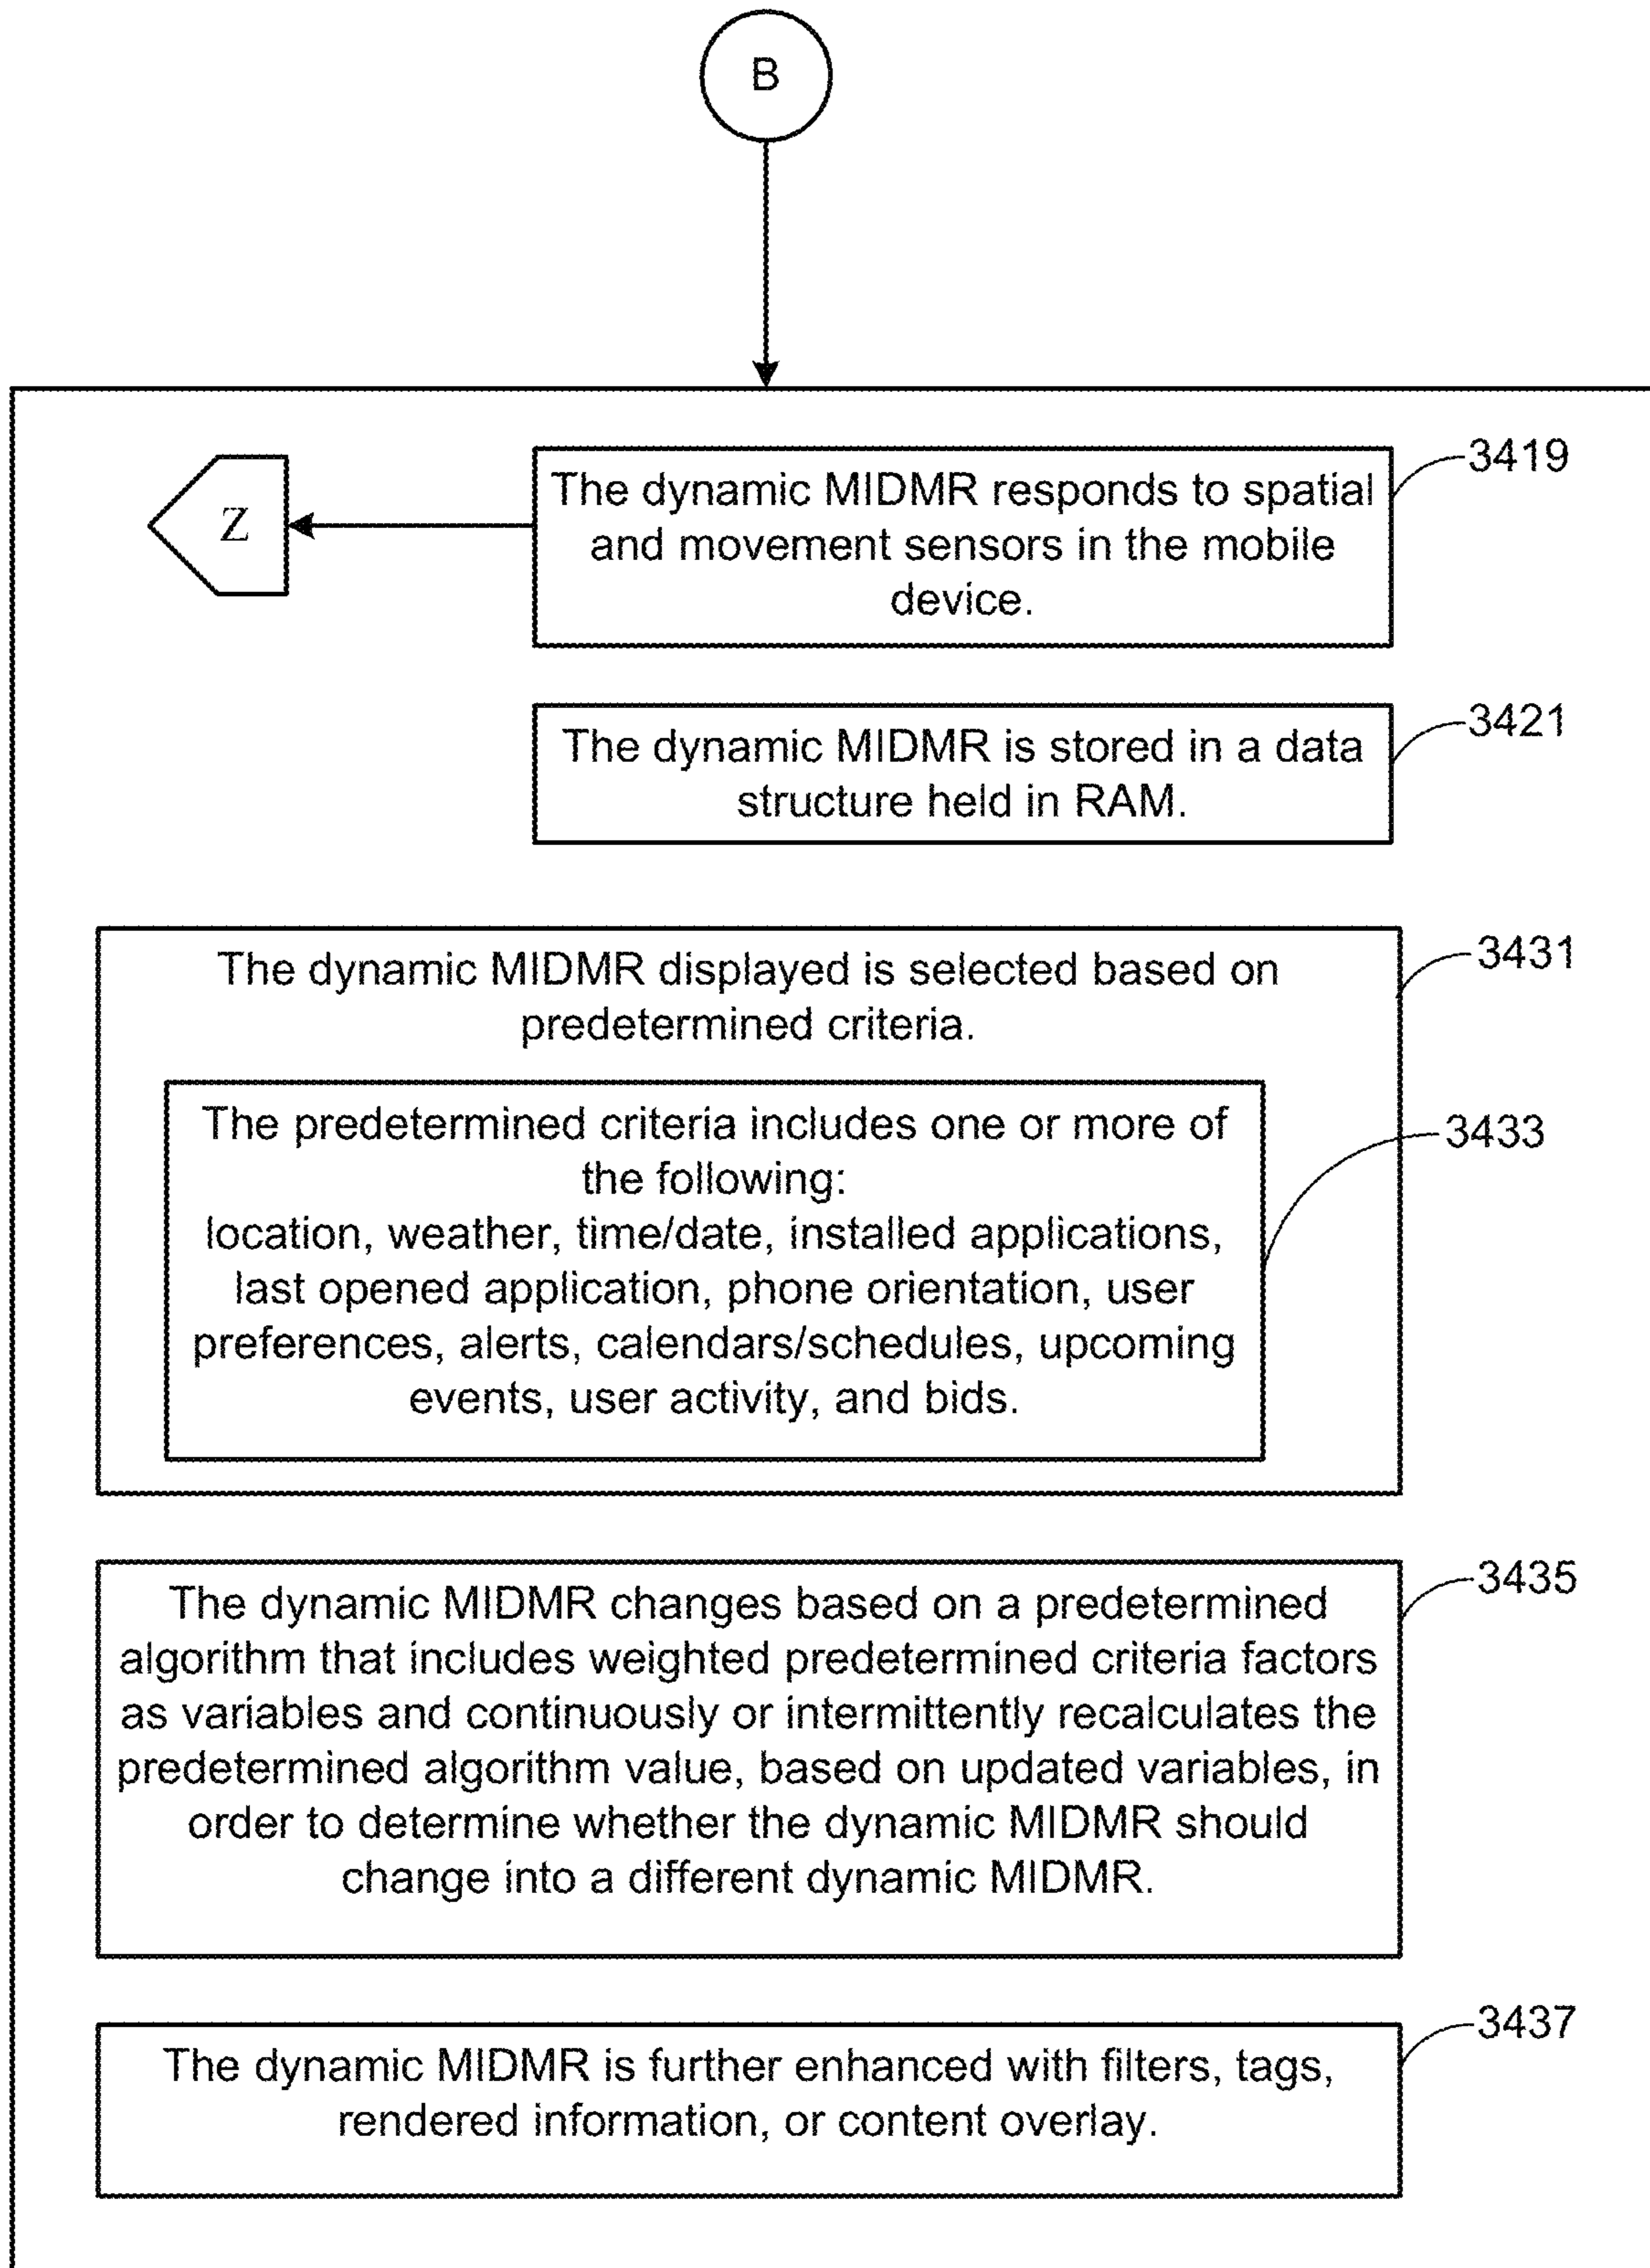 B
Z
The dynamic MIDMR responds to spatial
and movement sensors in the mobile
device.
3419
The dynamic MIDMR is stored in a data
structure held in RAM.
3421
The dynamic MIDMR displayed is selected based on
predetermined criteria.
3431
The predetermined criteria includes one or more of
the following:
location, weather, time/date, installed applications,
last opened application, phone orientation, user
preferences, alerts, calendars/schedules, upcoming
events, user activity, and bids.
3433
The dynamic MIDMR changes based on a predetermined
algorithm that includes weighted predetermined criteria factors
as variables and continuously or intermittently recalculates the
predetermined algorithm value, based on updated variables, in
order to determine whether the dynamic MIDMR should
change into a different dynamic MIDMR.
3435
The dynamic MIDMR is further enhanced with filters, tags,
rendered information, or content overlay.
3437